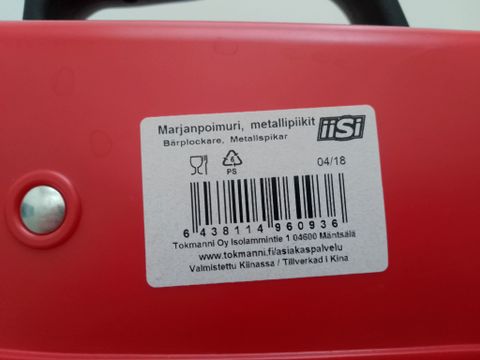 Marjanpoimuri, metallipiikit
iiSi
Bärplockare, Metallspikar
04/18
6
PS
6 438114 960936
Tokmanni Oy Isolammintie 1 04600 Mäntsälä
www.tokmanni.fi/asiakaspalvelu
Valmistettu Kiinassa / Tillverkad i Kina